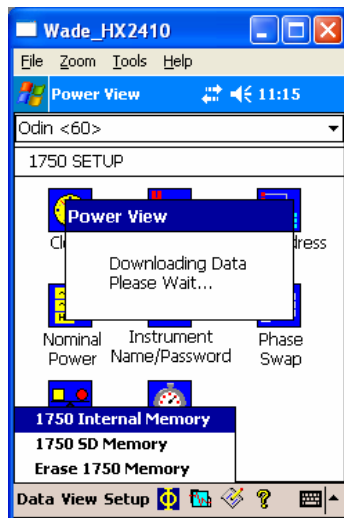 Wade_HX2410
File Zoom Tools Help
Power View 11:15
Odin <60>
1750 SETUP
Power View
Downloading Data
Please Wait...
Nominal Power
Instrument Name/Password
Phase Swap
1750 Internal Memory
1750 SD Memory
Erase 1750 Memory
Data View Setup